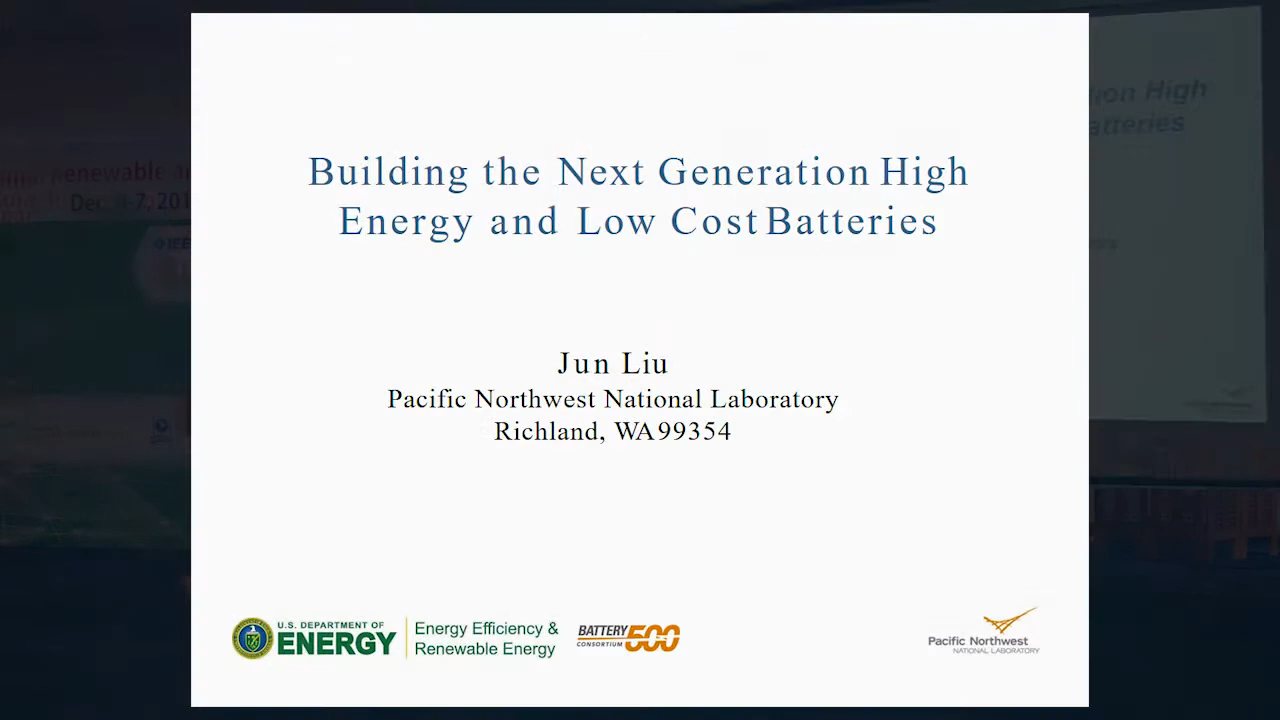 Building the Next Generation High
Energy and Low Cost Batteries
Jun Liu
Pacific Northwest National Laboratory
Richland, WA 99354
U.S. DEPARTMENT OF
ENERGY
Energy Efficiency &
Renewable Energy
BATTERY
CONSORTIUM
500
Pacific Northwest
NATIONAL LABORATORY